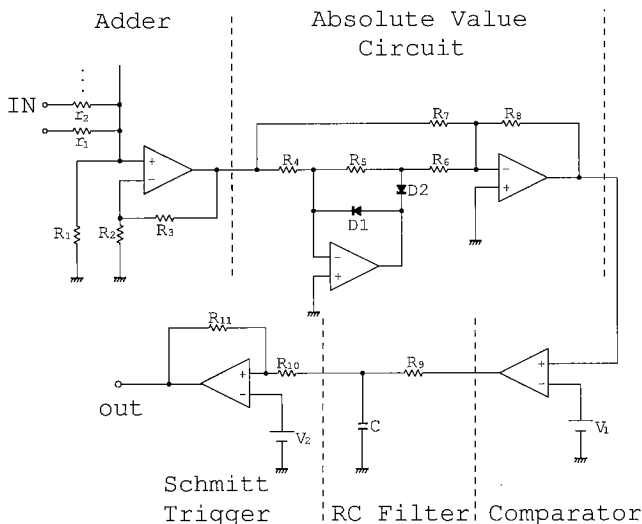 Adder
Absolute Value
Circuit
IN
r2
r1
R1
R2
R3
+
-
R4
R5
R6
R7
R8
D1
D2
-
+
-
+
R11
R10
R9
+
-
+
-
V2
C
V1
out
Schmitt
Trigger
RC Filter
Comparator